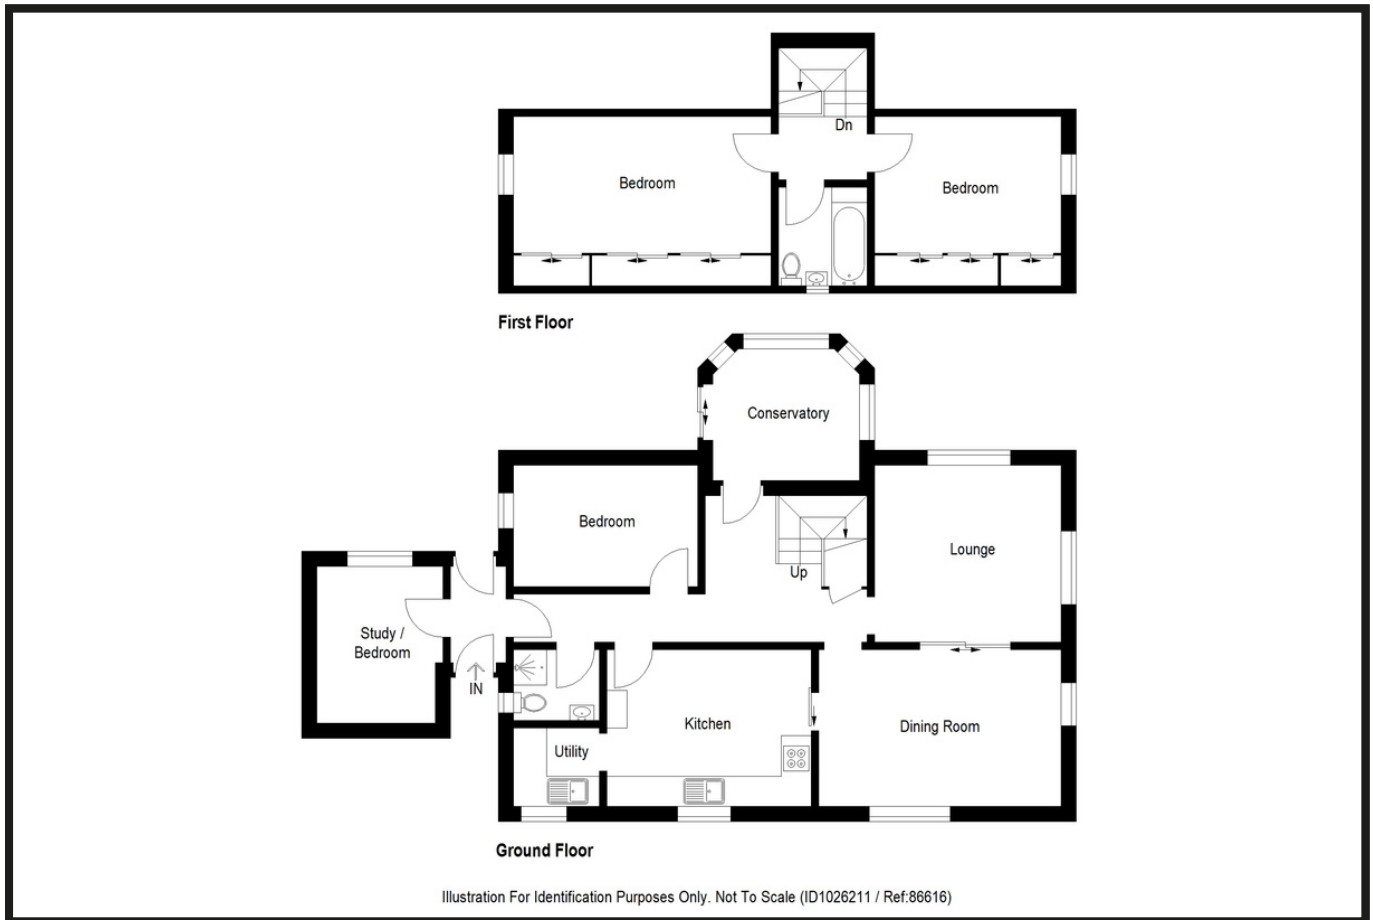 Dn
Bedroom
Bedroom
First Floor
Conservatory
Bedroom
Lounge
Up
Study /
Bedroom
IN
Kitchen
Dining Room
Utility
Ground Floor
Illustration For Identification Purposes Only. Not To Scale (ID1026211 / Ref:86616)